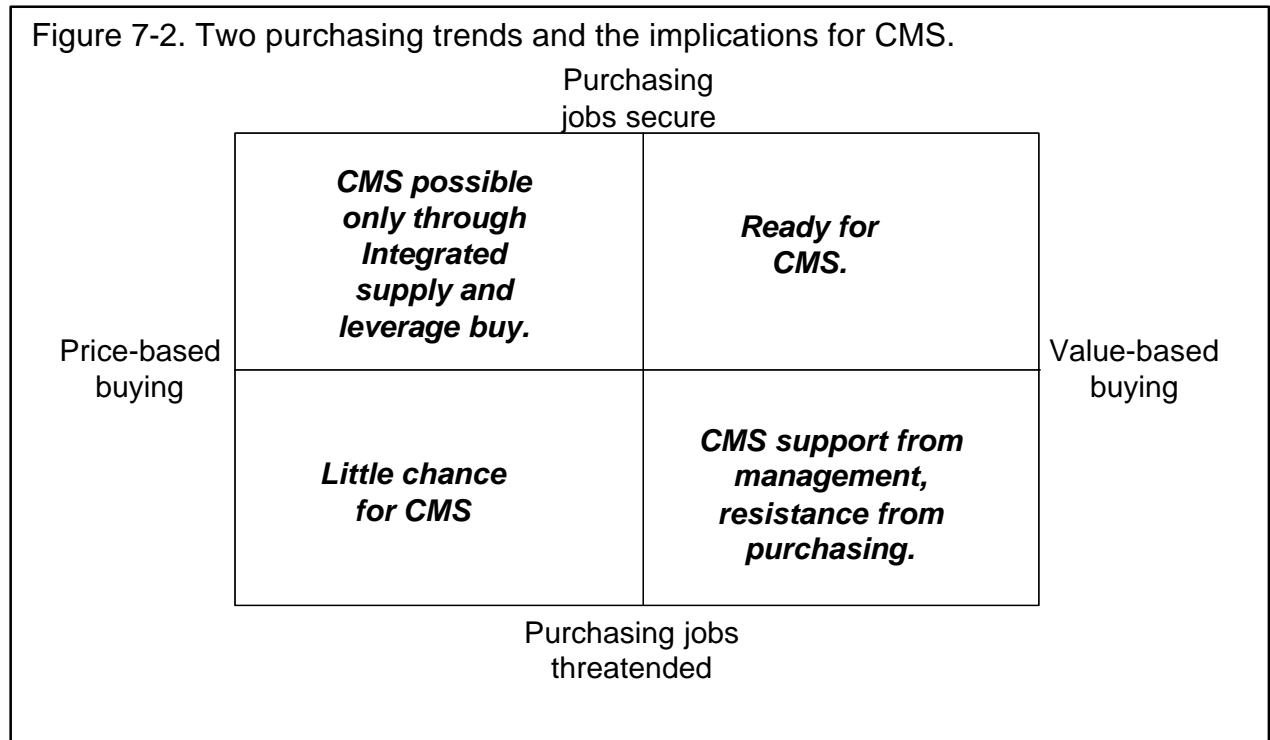 Figure 7-2. Two purchasing trends and the implications for CMS.
Purchasing
jobs secure
CMS possible
only through
Integrated
supply and
leverage buy.
Ready for
CMS.
Price-based
buying
Value-based
buying
Little chance
for CMS
CMS support from
management,
resistance from
purchasing.
Purchasing jobs
threatended